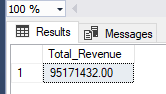 100 %
Results Messages
Total_Revenue
1 95171432.00